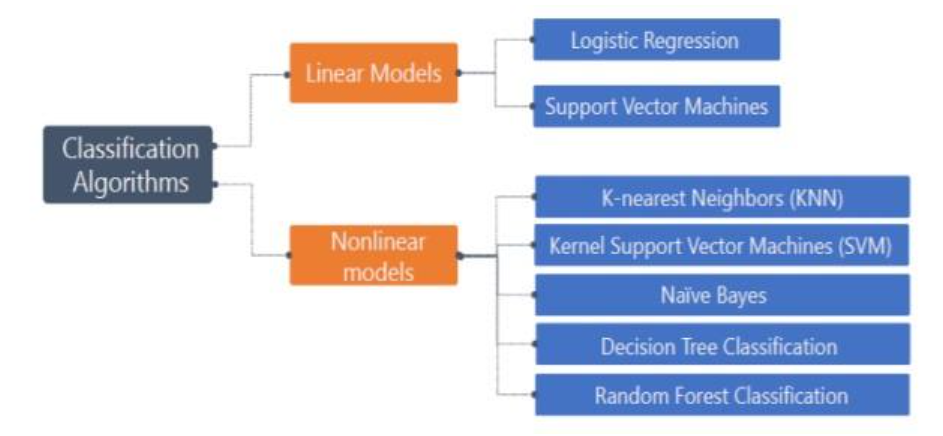 Classification
Algorithms
Linear Models
Logistic Regression
Support Vector Machines
Nonlinear
models
K-nearest Neighbors (KNN)
Kernel Support Vector Machines (SVM)
Naïve Bayes
Decision Tree Classification
Random Forest Classification